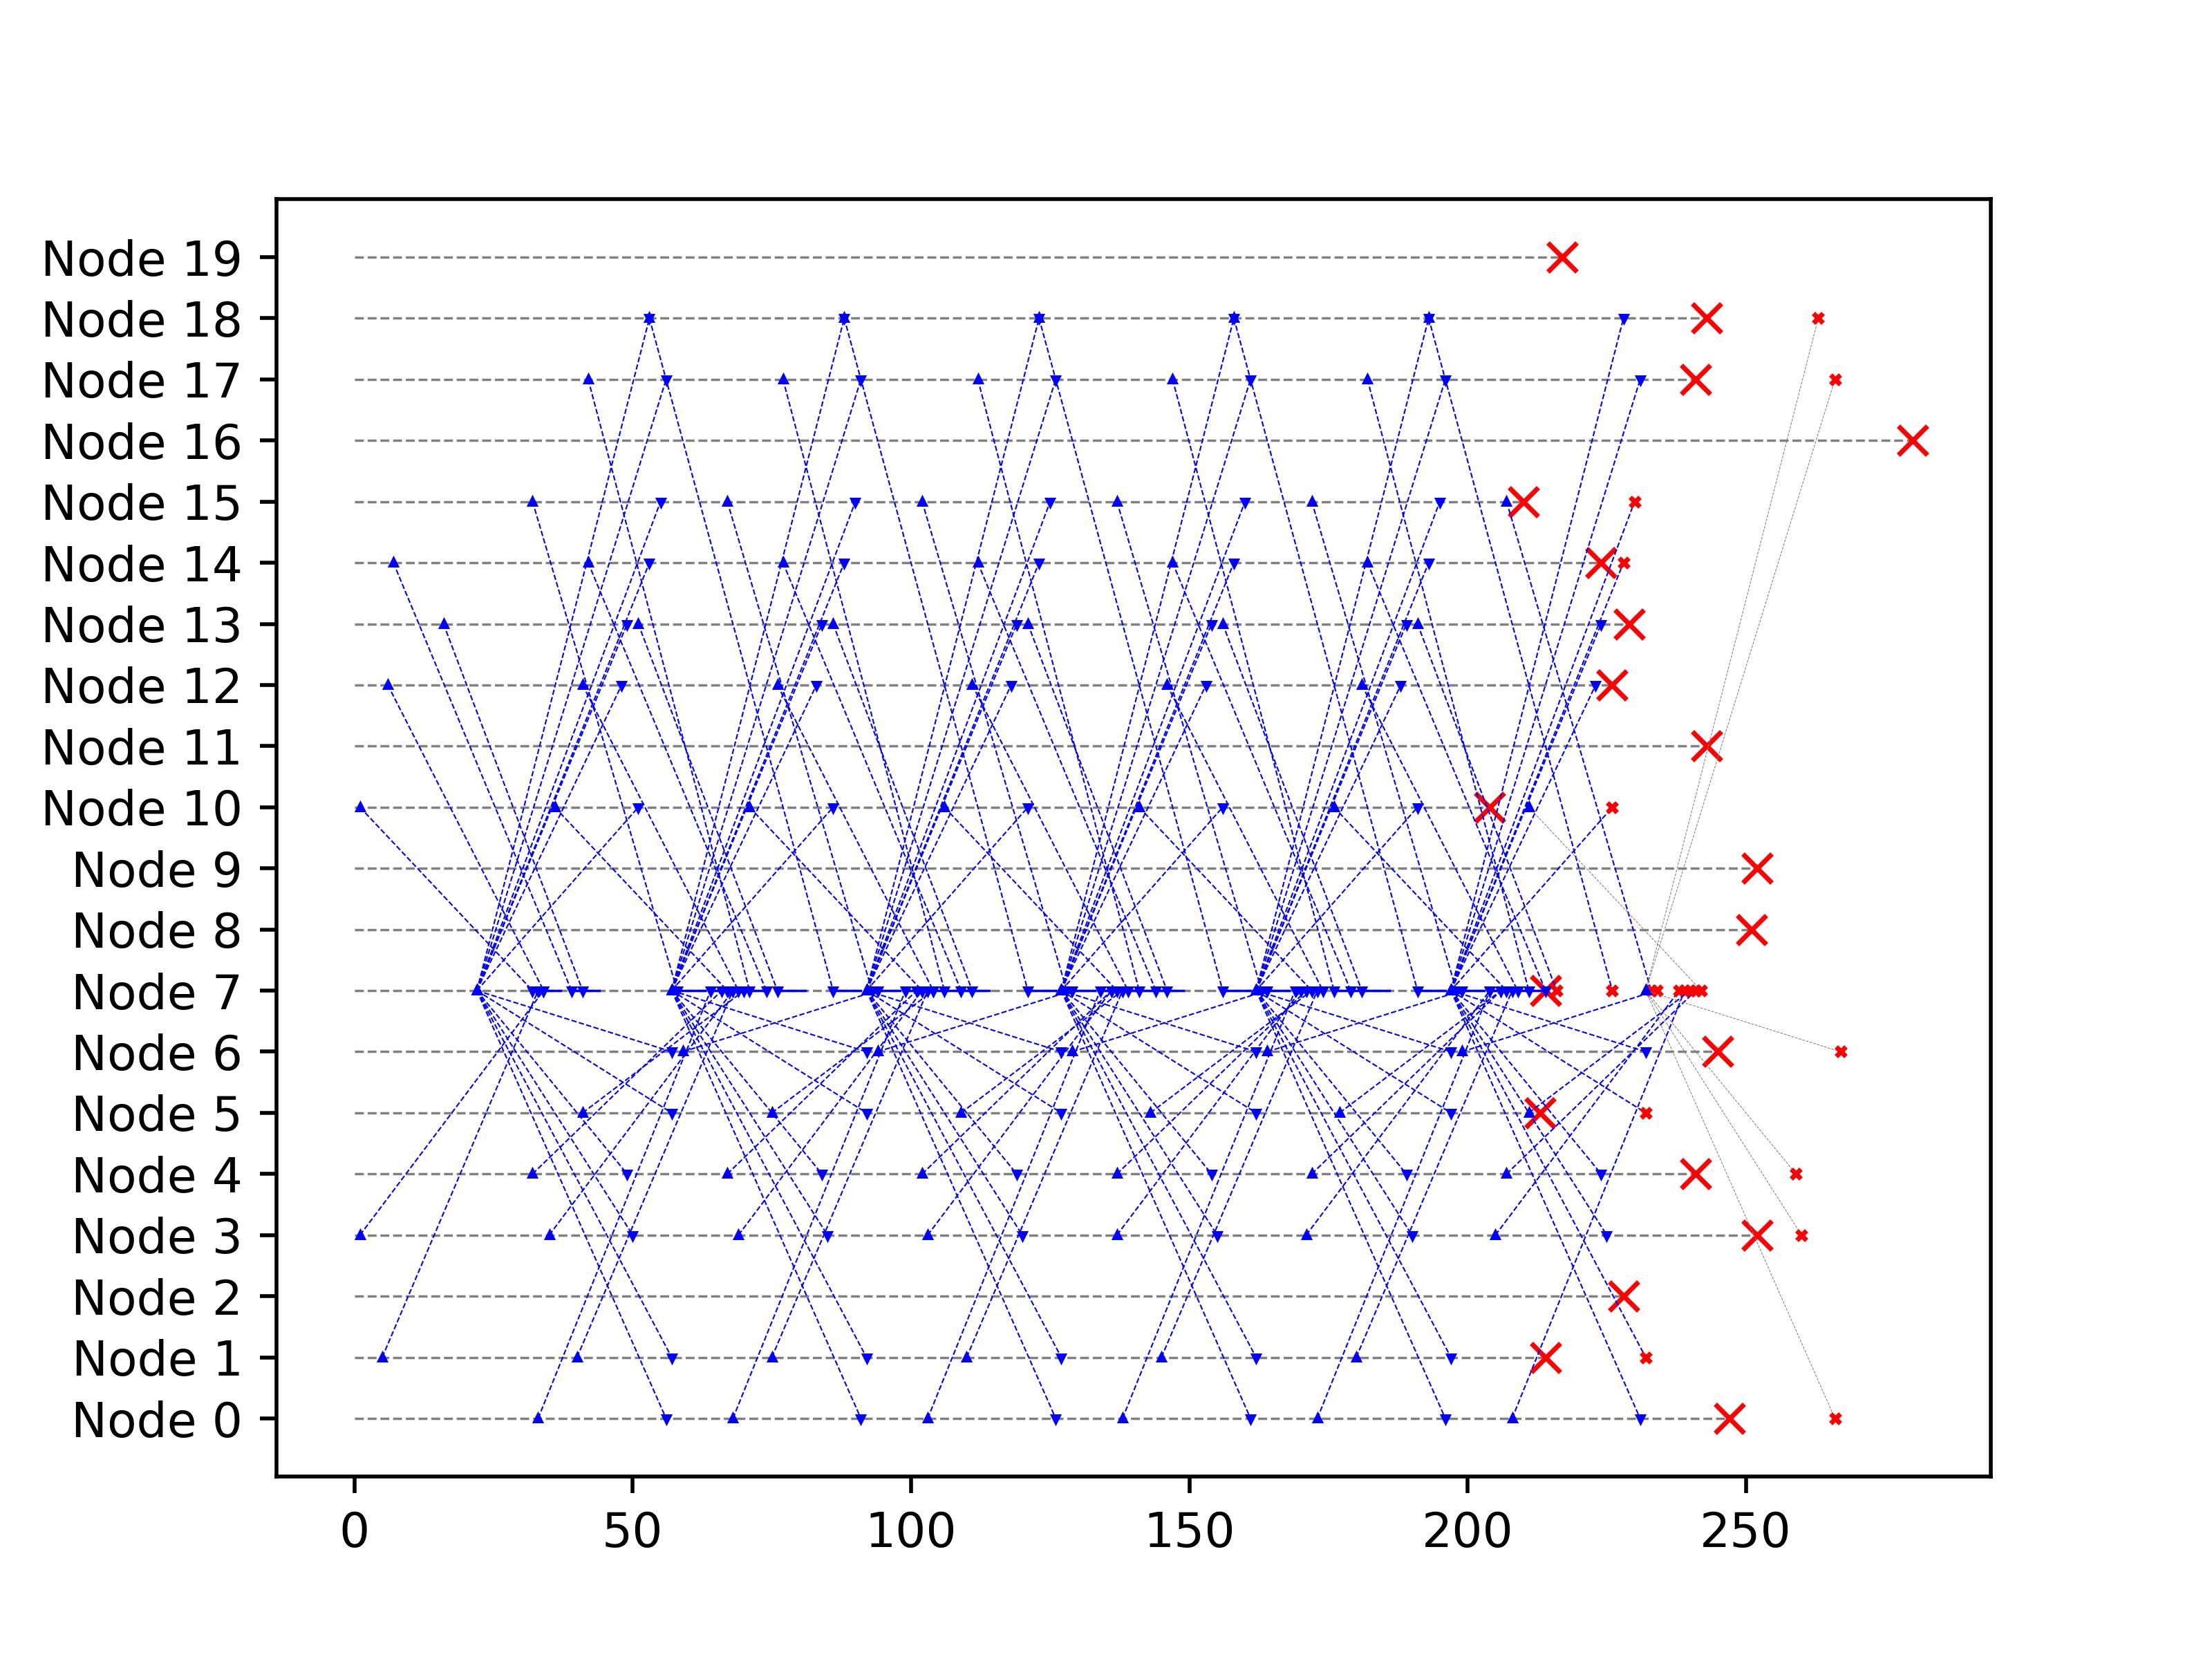 Node 19
Node 18
Node 17
Node 16
Node 15
Node 14
Node 13
Node 12
Node 11
Node 10
Node 9
Node 8
Node 7
Node 6
Node 5
Node 4
Node 3
Node 2
Node 1
Node 0
0 50 100 150 200 250